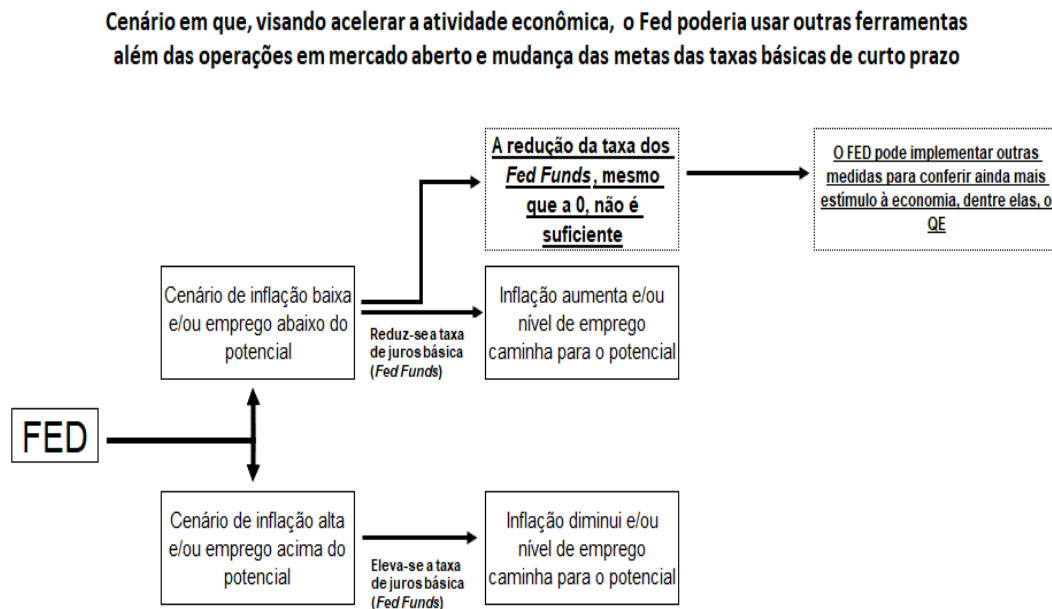 Cenário em que, visando acelerar a atividade econômica, o Fed poderia usar outras ferramentas
além das operações em mercado aberto e mudança das metas das taxas básicas de curto prazo
A redução da taxa dos
Fed Funds, mesmo
que a 0, não é
suficiente
O FED pode implementar outras
medidas para conferir ainda mais
estímulo à economia, dentre elas, o
QE
Cenário de inflação baixa
e/ou emprego abaixo do
potencial
Reduz-se a taxa
de juros básica
(Fed Funds)
Inflação aumenta e/ou
nível de emprego
caminha para o potencial
FED
Cenário de inflação alta
e/ou emprego acima do
potencial
Eleva-se a taxa
de juros básica
(Fed Funds)
Inflação diminui e/ou
nível de emprego
caminha para o potencial